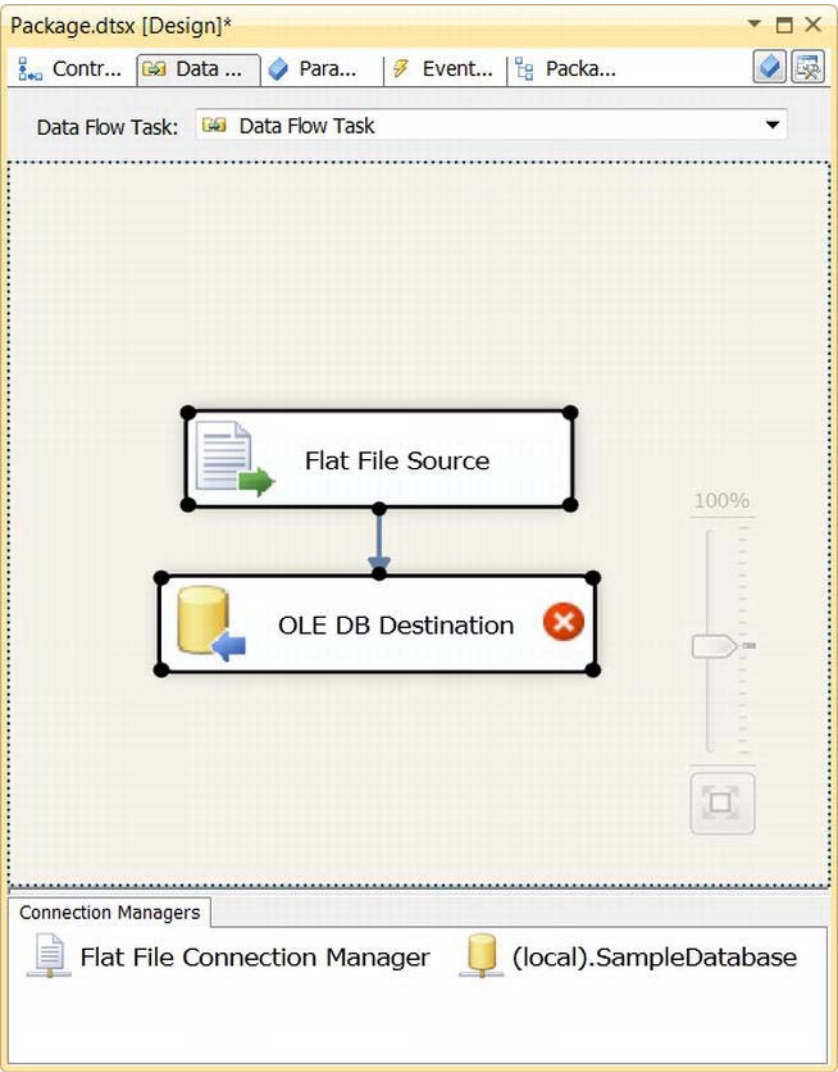 Package.dtsx [Design]*
Contr... Data ... Para... Event... Packa...
Data Flow Task: Data Flow Task
Flat File Source
100%
OLE DB Destination
Connection Managers
Flat File Connection Manager (local).SampleDatabase